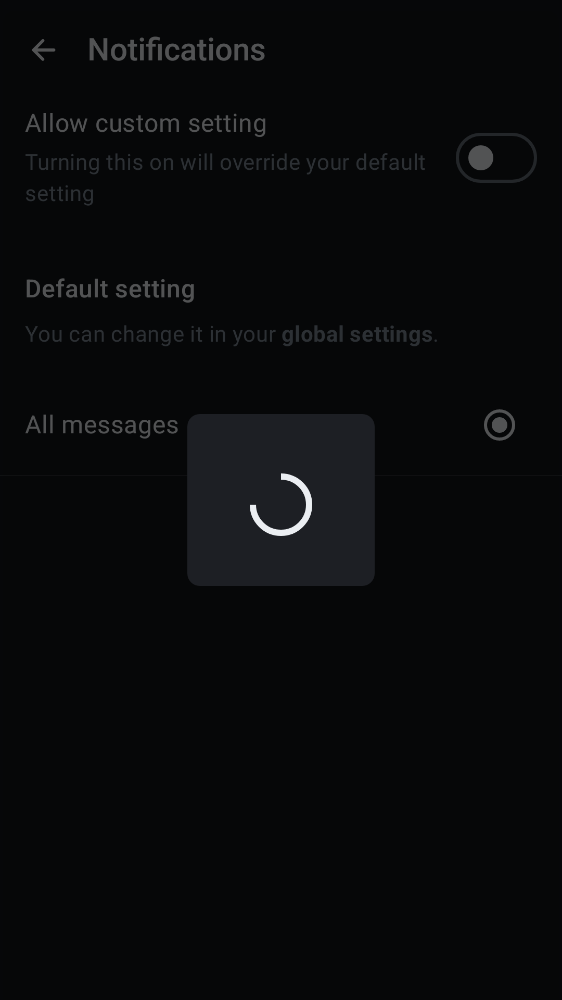 Notifications
Allow custom setting
Turning this on will override your default
setting
Default setting
You can change it in your global settings.
All messages